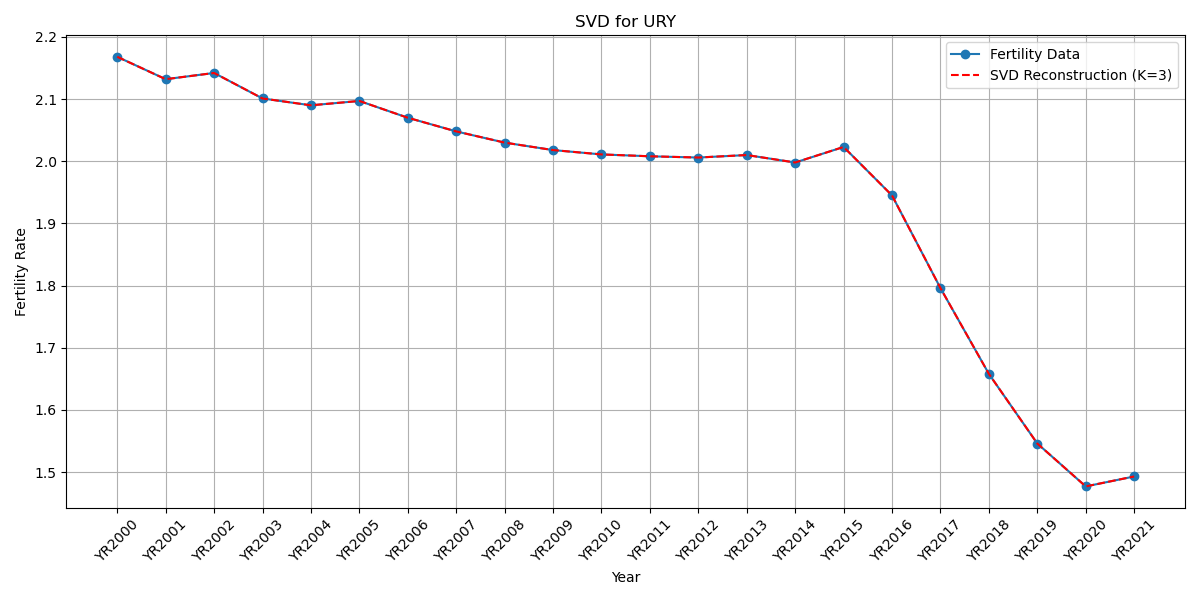 SVD for URY
Fertility Data
SVD Reconstruction (K=3)
Fertility Rate
2.2
2.1
2.0
1.9
1.8
1.7
1.6
1.5
YR2000
YR2001
YR2002
YR2003
YR2004
YR2005
YR2006
YR2007
YR2008
YR2009
YR2010
YR2011
YR2012
YR2013
YR2014
YR2015
YR2016
YR2017
YR2018
YR2019
YR2020
YR2021
Year